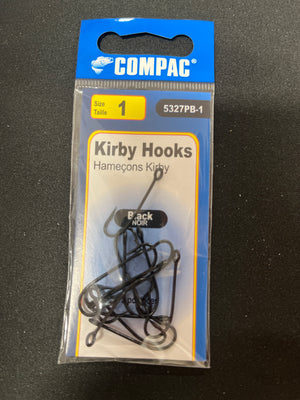 COMPAC®
Size
Taille
1
5327PB-1
Kirby Hooks
Hameçons Kirby
Black
NOIR